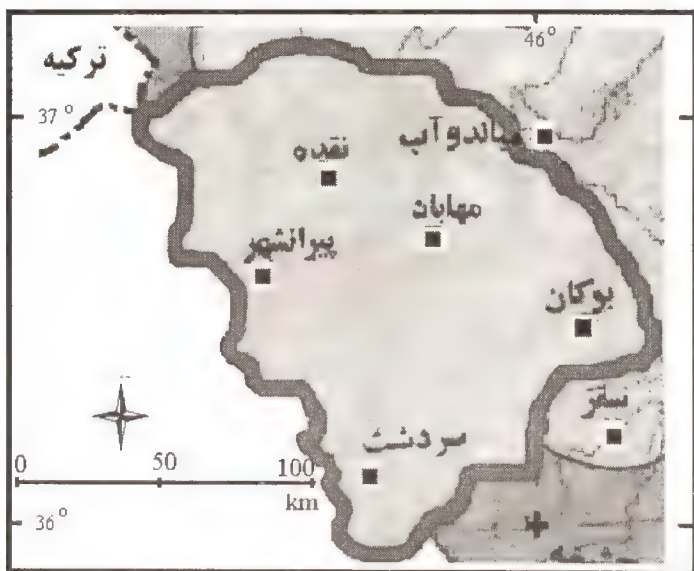 46°
ترکیه
37°
میاندوآب
نقده
مهاباد
پیرانشهر
بوکان
سقز
سردشت
0 50 100
km
36°